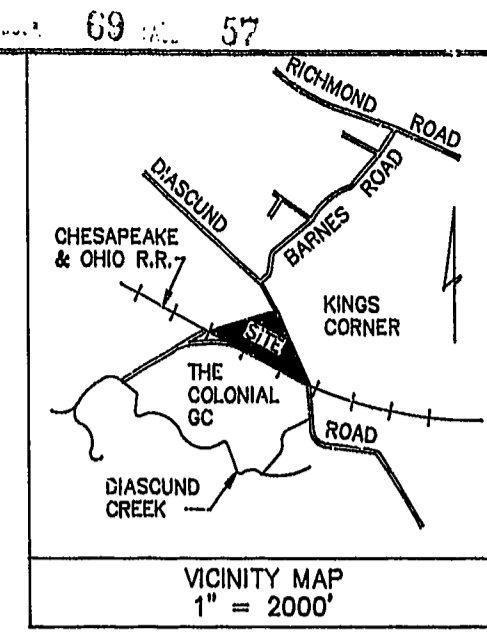 69 57
RICHMOND ROAD
DIASCUND
BARNES ROAD
CHESAPEAKE
& OHIO R.R.
KINGS
CORNER
SITE
THE
COLONIAL
GC
ROAD
DIASCUND
CREEK
VICINITY MAP
1" = 2000'